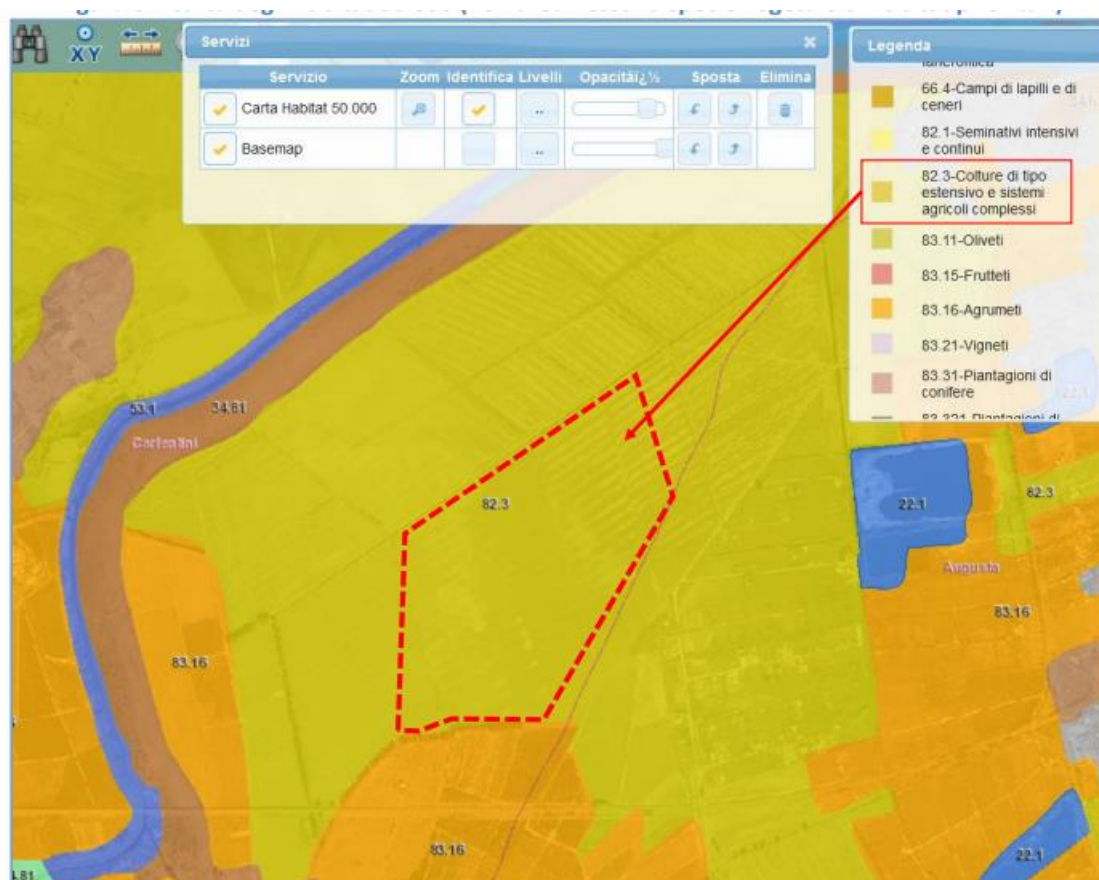 XY
Servizi
Servizio Zoom Identifica Livelli Opacitàï¿½ Sposta Elimina
Carta Habitat 50.000 ..
Basemap ..
Legenda
66.4-Campi di lapilli e di
ceneri
82.1-Seminativi intensivi
e continui
82.3-Colture di tipo
estensivo e sistemi
agricoli complessi
83.11-Oliveti
83.15-Frutteti
83.16-Agrumeti
83.21-Vigneti
83.31-Piantagioni di
conifere
53.1
34.81
Carlentini
82.3
22.1
82.3
Augusta
83.16
83.16
83.16
22.1